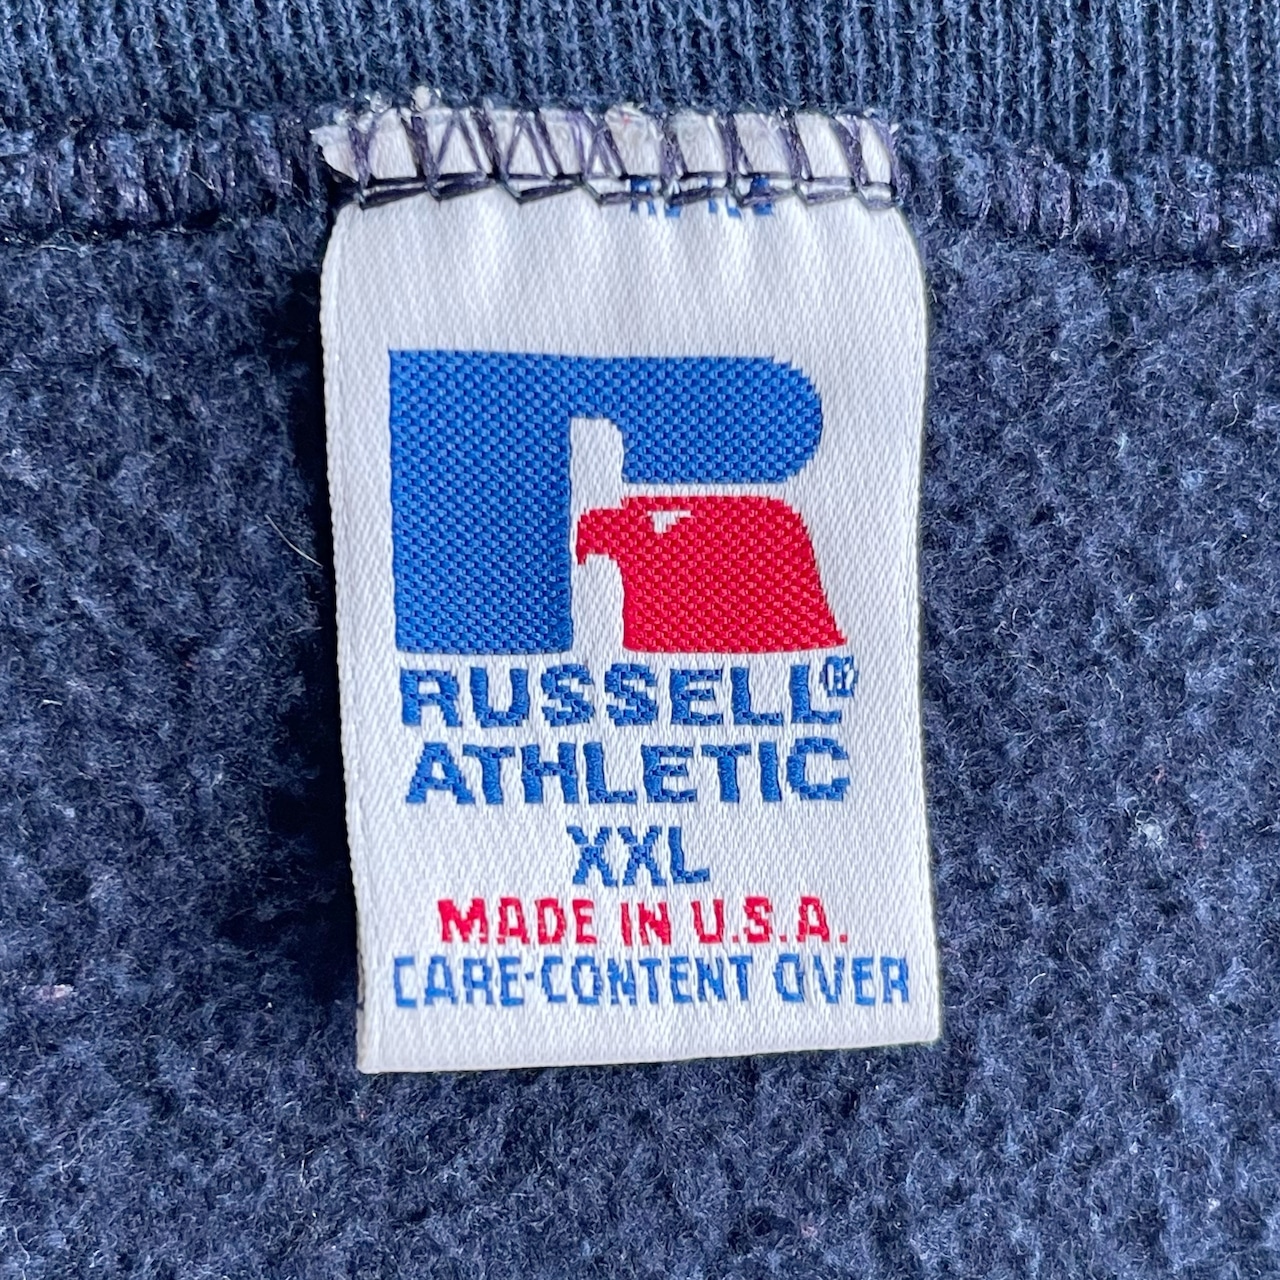 RUSSELL®
ATHLETIC
XXL
MADE IN U.S.A.
CARE-CONTENT OVER